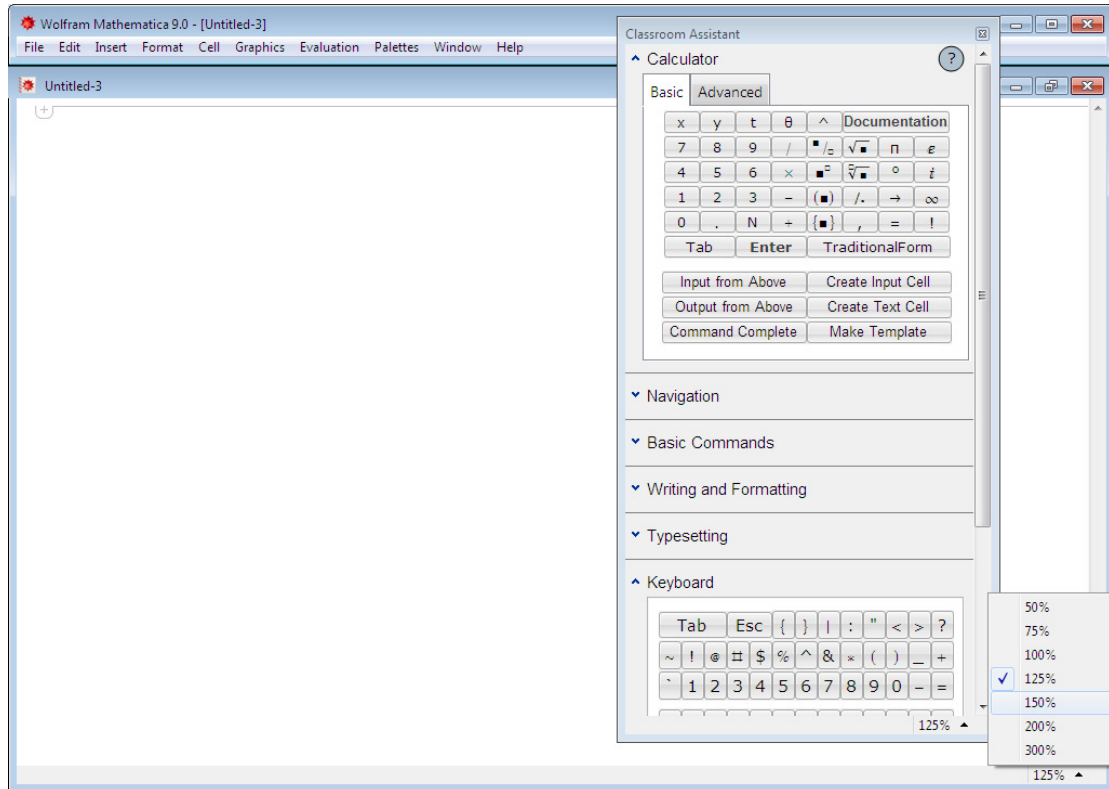 Wolfram Mathematica 9.0 - [Untitled-3]
File Edit Insert Format Cell Graphics Evaluation Palettes Window Help
Untitled-3
Classroom Assistant
Calculator ?
Basic Advanced
x y t θ ^ Documentation
7 8 9 / ■/□ √■ π e
4 5 6 × ■□ □√■ ° i
1 2 3 − (■) /. → ∞
0 . N + {■} , = !
Tab Enter TraditionalForm
Input from Above Create Input Cell
Output from Above Create Text Cell
Command Complete Make Template
Navigation
Basic Commands
Writing and Formatting
Typesetting
Keyboard
Tab Esc { } | : " < > ?
~ ! @ # $ % ^ & * ( ) _ +
` 1 2 3 4 5 6 7 8 9 0 - =
125%
50%
75%
100%
✓ 125%
150%
200%
300%
125%